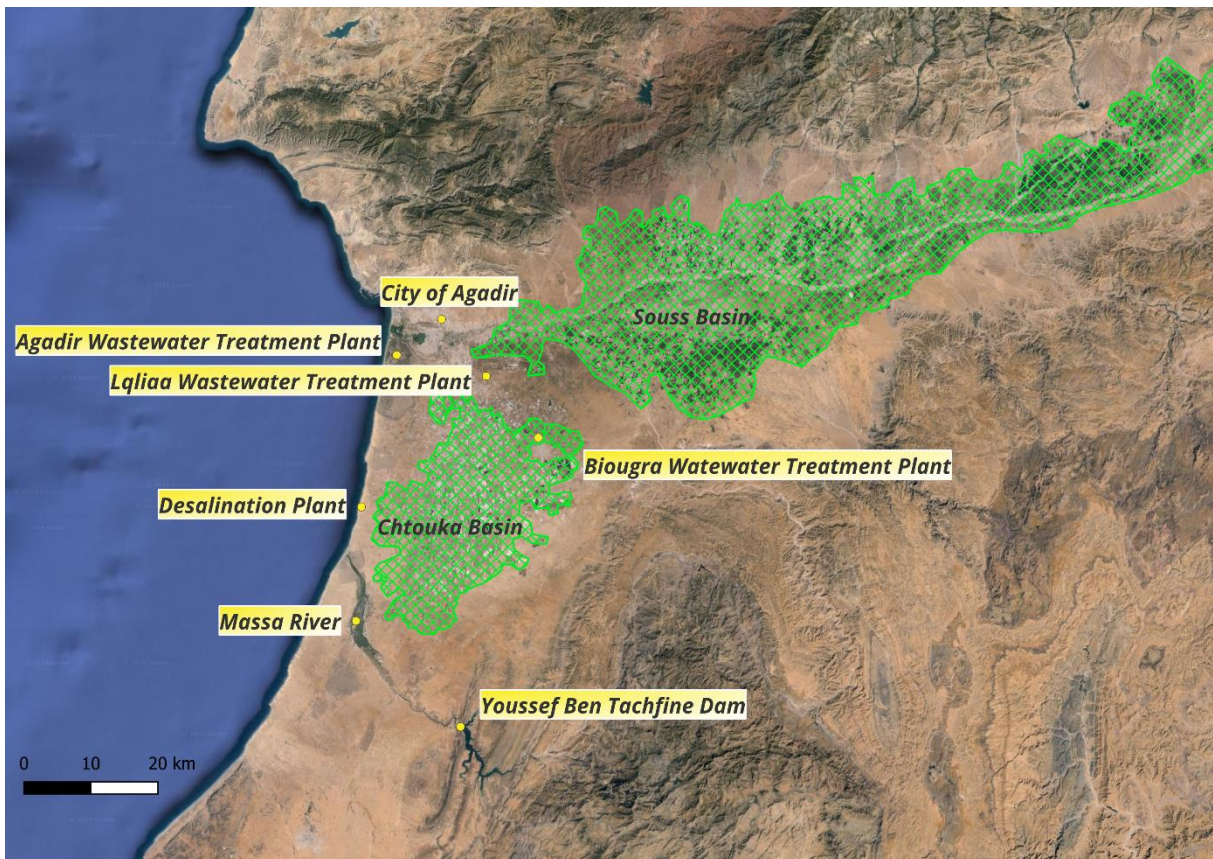 City of Agadir
Agadir Wastewater Treatment Plant
Souss Basin
Lqliaa Wastewater Treatment Plant
Biougra Watewater Treatment Plant
Desalination Plant
Chtouka Basin
Massa River
Youssef Ben Tachfine Dam
0 10 20 km